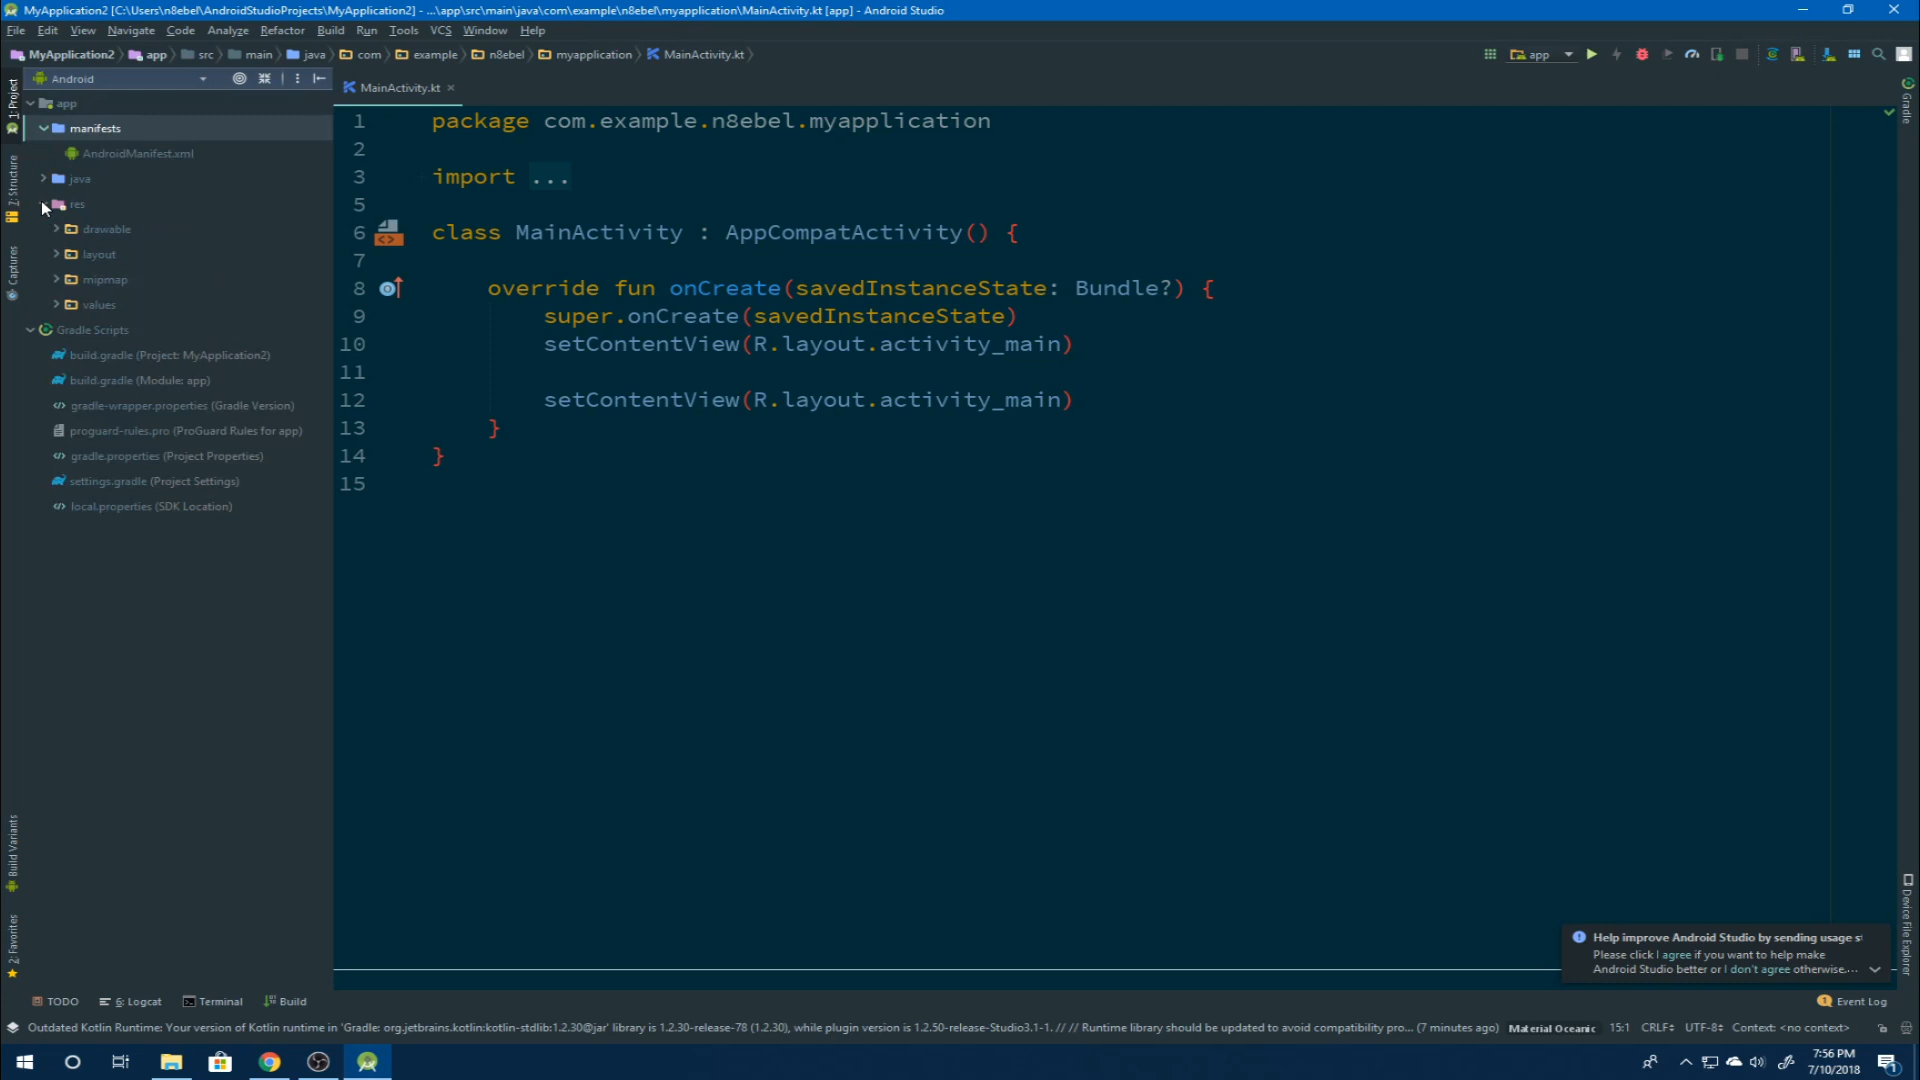 MyApplication2 [C:\Users\n8ebel\AndroidStudioProjects\MyApplication2] - ...\app\src\main\java\com\example\n8ebel\myapplication\MainActivity.kt [app] - Android Studio
File Edit View Navigate Code Analyze Refactor Build Run Tools VCS Window Help
MyApplication2 app src main java com example n8ebel myapplication MainActivity.kt app
Android
MainActivity.kt
1: Project
7: Structure
Captures
Build Variants
2: Favorites
app
manifests
AndroidManifest.xml
java
res
drawable
layout
mipmap
values
Gradle Scripts
build.gradle (Project: MyApplication2)
build.gradle (Module: app)
gradle-wrapper.properties (Gradle Version)
proguard-rules.pro (ProGuard Rules for app)
gradle.properties (Project Properties)
settings.gradle (Project Settings)
local.properties (SDK Location)
1 package com.example.n8ebel.myapplication
2
3 import ...
4
5
6 class MainActivity : AppCompatActivity() {
7
8 override fun onCreate(savedInstanceState: Bundle?) {
9 super.onCreate(savedInstanceState)
10 setContentView(R.layout.activity_main)
11
12 setContentView(R.layout.activity_main)
13 }
14 }
15
Gradle
Device File Explorer
Help improve Android Studio by sending usage s
Please click I agree if you want to help make
Android Studio better or I don't agree otherwise....
TODO 6: Logcat Terminal Build 1 Event Log
Outdated Kotlin Runtime: Your version of Kotlin runtime in 'Gradle: org.jetbrains.kotlin:kotlin-stdlib:1.2.30@jar' library is 1.2.30-release-78 (1.2.30), while plugin version is 1.2.50-release-Studio3.1-1. // // Runtime library should be updated to avoid compatibility pro... (7 minutes ago) Material Oceanic 15:1 CRLF UTF-8 Context: <no context>
7:56 PM
7/10/2018
1